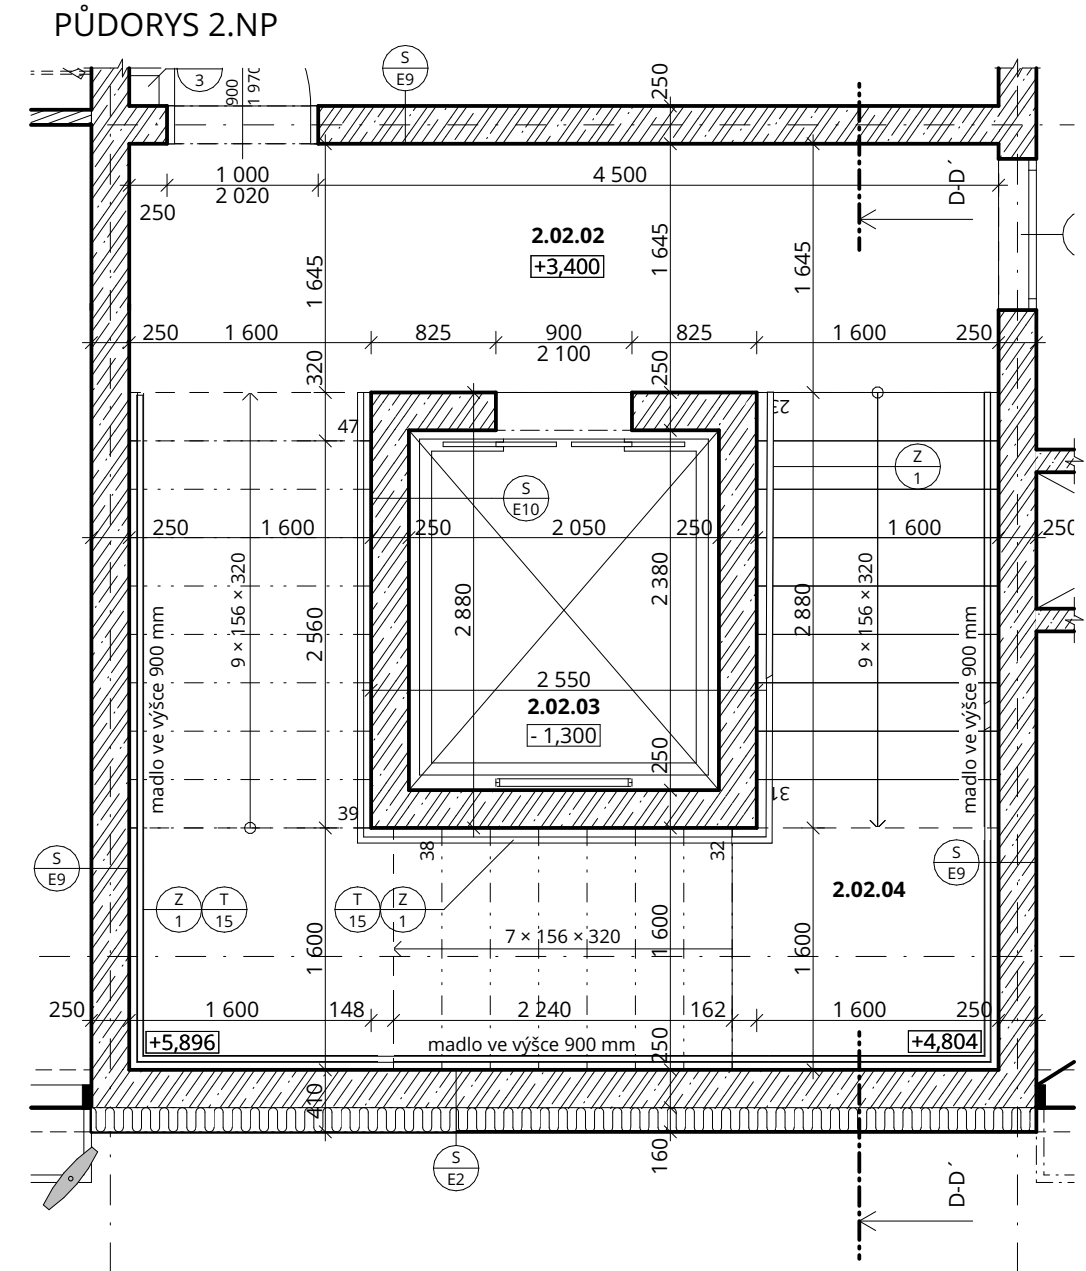 PŮDORYS 2.NP
S
E9
3
900
1 970
250
1 000
2 020
4 500
250
D-D´
2.02.02
+3,400
1 645
1 645
1 645
250
1 600
825
900
2 100
825
1 600
250
320
250
47
23
Z
1
S
E10
250
1 600
250
2 050
250
1 600
250
9 × 156 × 320
2 560
2 880
2 380
2 880
9 × 156 × 320
madlo ve výšce 900 mm
madlo ve výšce 900 mm
2 550
2.02.03
- 1,300
250
31
39
38
32
S
E9
S
E9
2.02.04
Z
1
T
15
T
15
Z
1
7 × 156 × 320
1 600
1 600
1 600
250
1 600
148
2 240
162
1 600
250
+5,896
madlo ve výšce 900 mm
250
+4,804
410
160
S
E2
D-D´